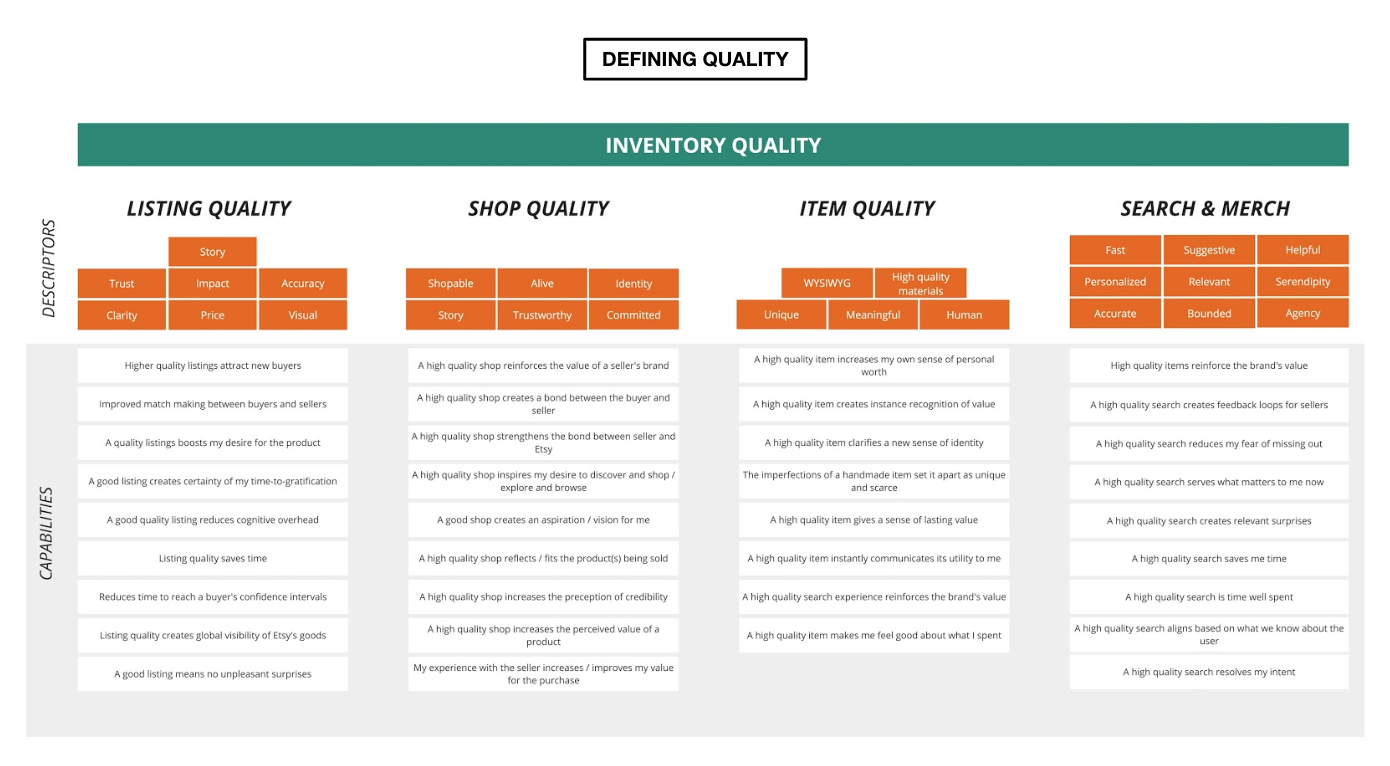 DEFINING QUALITY
INVENTORY QUALITY
DESCRIPTORS
LISTING QUALITY
Story
Trust
Impact
Accuracy
Clarity
Price
Visual
SHOP QUALITY
Shopable
Alive
Identity
Story
Trustworthy
Committed
ITEM QUALITY
WYSIWYG
High quality
materials
Unique
Meaningful
Human
SEARCH & MERCH
Fast
Suggestive
Helpful
Personalized
Relevant
Serendipity
Accurate
Bounded
Agency
CAPABILITIES
Higher quality listings attract new buyers
Improved match making between buyers and sellers
A quality listings boosts my desire for the product
A good listing creates certainty of my time-to-gratification
A good quality listing reduces cognitive overhead
Listing quality saves time
Reduces time to reach a buyer's confidence intervals
Listing quality creates global visibility of Etsy's goods
A good listing means no unpleasant surprises
A high quality shop reinforces the value of a seller's brand
A high quality shop creates a bond between the buyer and
seller
A high quality shop strengthens the bond between seller and
Etsy
A high quality shop inspires my desire to discover and shop /
explore and browse
A good shop creates an aspiration / vision for me
A high quality shop reflects / fits the product(s) being sold
A high quality shop increases the preception of credibility
A high quality shop increases the perceived value of a
product
My experience with the seller increases / improves my value
for the purchase
A high quality item increases my own sense of personal
worth
A high quality item creates instance recognition of value
A high quality item clarifies a new sense of identity
The imperfections of a handmade item set it apart as unique
and scarce
A high quality item gives a sense of lasting value
A high quality item instantly communicates its utility to me
A high quality search experience reinforces the brand's value
A high quality item makes me feel good about what I spent
High quality items reinforce the brand's value
A high quality search creates feedback loops for sellers
A high quality search reduces my fear of missing out
A high quality search serves what matters to me now
A high quality search creates relevant surprises
A high quality search saves me time
A high quality search is time well spent
A high quality search aligns based on what we know about the
user
A high quality search resolves my intent